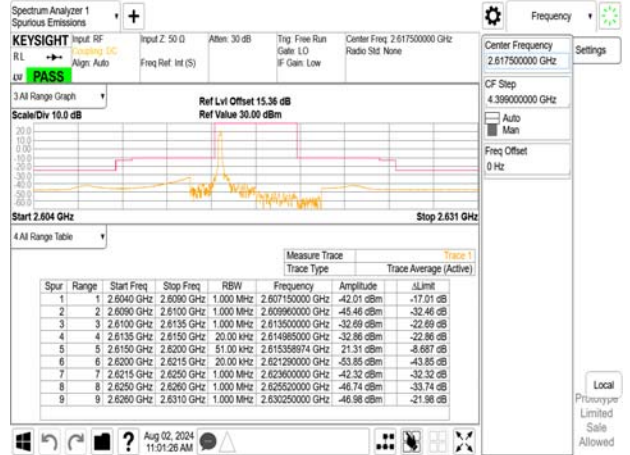 Spectrum Analyzer 1
Spurious Emissions
Frequency
KEYSIGHT
Input: RF
Coupling: DC
Align: Auto
Input Z: 50 Ω
Freq Ref: Int (S)
Atten: 30 dB
Trig: Free Run
Gate: LO
IF Gain: Low
Center Freq: 2.617500000 GHz
Radio Std: None
RL
PASS
Center Frequency
2.617500000 GHz
Settings
CF Step
4.399000000 GHz
Auto
Man
Freq Offset
0 Hz
3 All Range Graph
Scale/Div 10.0 dB
Ref Lvl Offset 15.36 dB
Ref Value 30.00 dBm
20.0
10.0
0.00
-10.0
-20.0
-30.0
-40.0
-50.0
-60.0
Start 2.604 GHz
Stop 2.631 GHz
4 All Range Table
Measure Trace Trace 1
Trace Type Trace Average (Active)
Spur Range Start Freq Stop Freq RBW Frequency Amplitude ΔLimit
1 1 2.6040 GHz 2.6090 GHz 1.000 MHz 2.607150000 GHz -42.01 dBm -17.01 dB
2 2 2.6090 GHz 2.6100 GHz 1.000 MHz 2.609960000 GHz -45.46 dBm -32.46 dB
3 3 2.6100 GHz 2.6135 GHz 1.000 MHz 2.613500000 GHz -32.69 dBm -22.69 dB
4 4 2.6135 GHz 2.6150 GHz 20.00 kHz 2.614985000 GHz -32.86 dBm -22.86 dB
5 5 2.6150 GHz 2.6200 GHz 51.00 kHz 2.615358974 GHz 21.31 dBm -8.687 dB
6 6 2.6200 GHz 2.6215 GHz 20.00 kHz 2.621290000 GHz -53.85 dBm -43.85 dB
7 7 2.6215 GHz 2.6250 GHz 1.000 MHz 2.623600000 GHz -42.32 dBm -32.32 dB
8 8 2.6250 GHz 2.6260 GHz 1.000 MHz 2.625520000 GHz -46.74 dBm -33.74 dB
9 9 2.6260 GHz 2.6310 GHz 1.000 MHz 2.630250000 GHz -46.98 dBm -21.98 dB
Local
Prototype
Limited
Sale
Allowed
?
Aug 02, 2024
11:01:26 AM